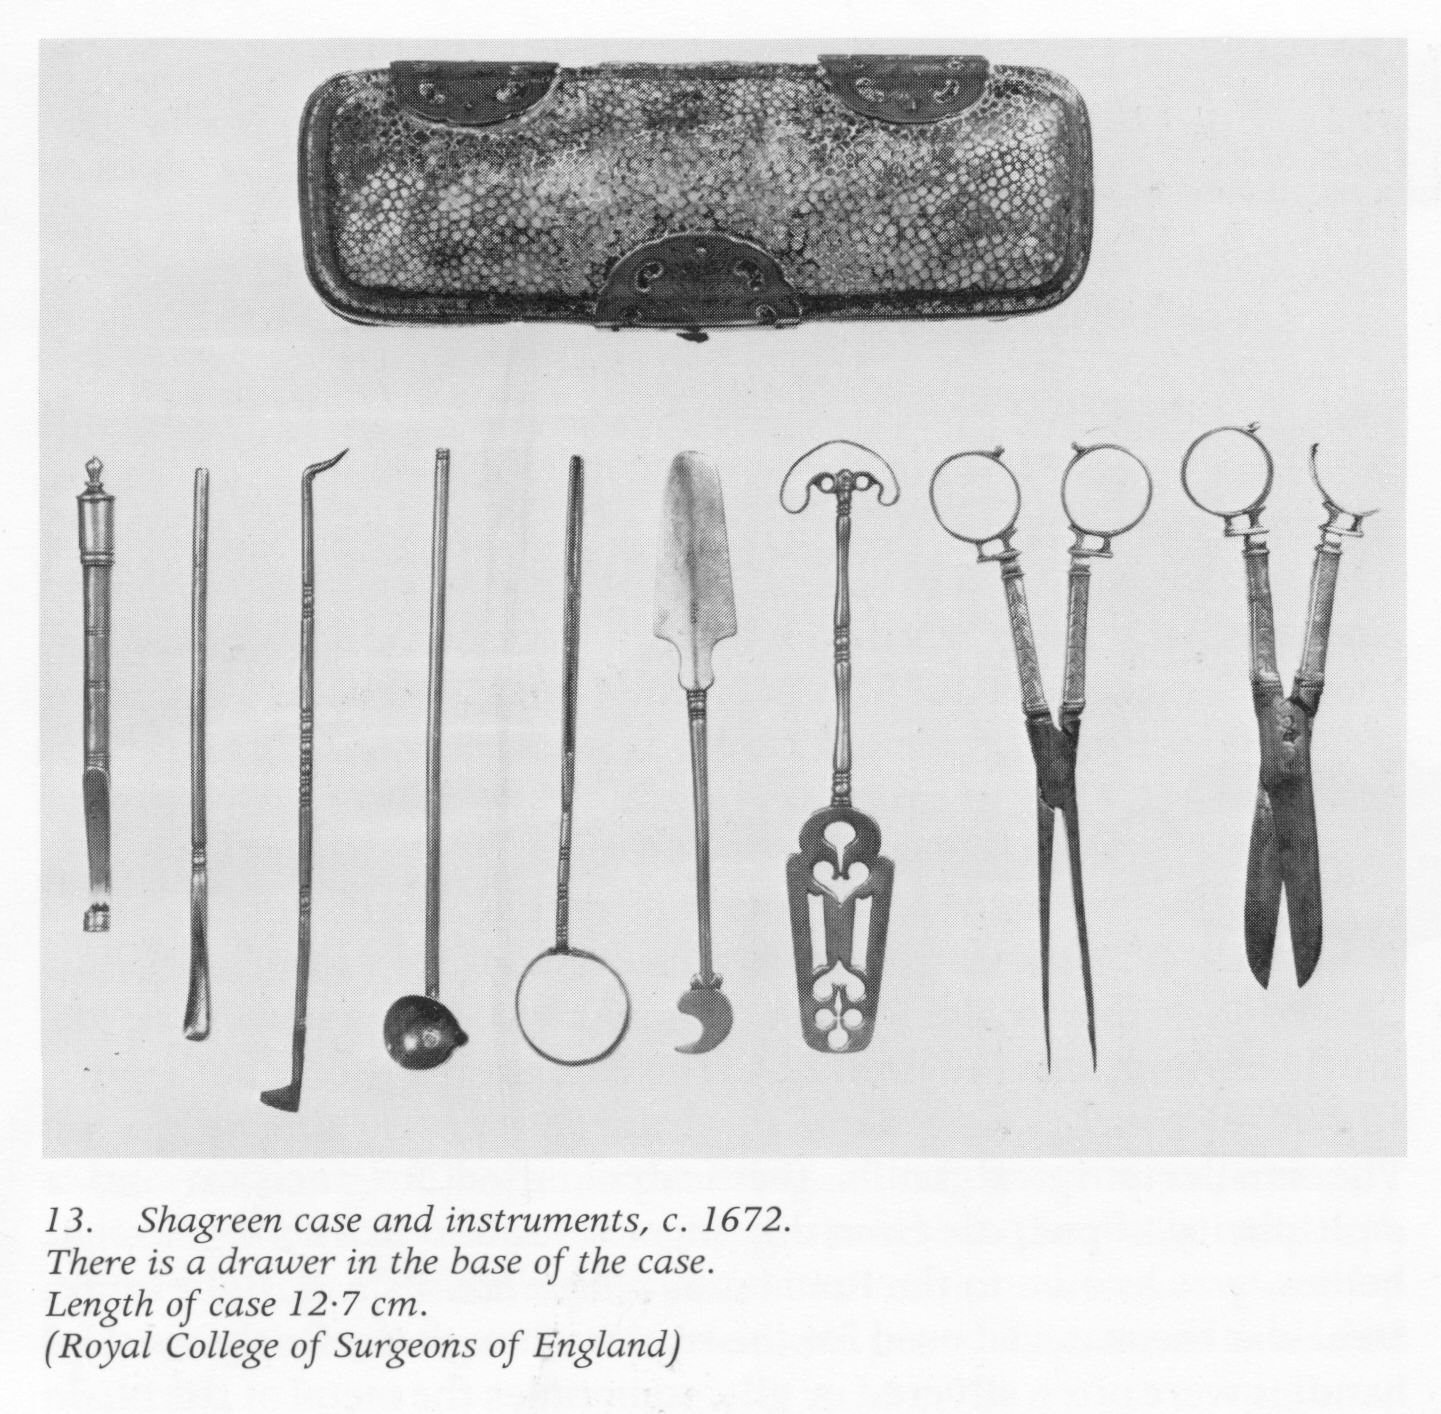 13. Shagreen case and instruments, c. 1672.
There is a drawer in the base of the case.
Length of case 12·7 cm.
(Royal College of Surgeons of England)